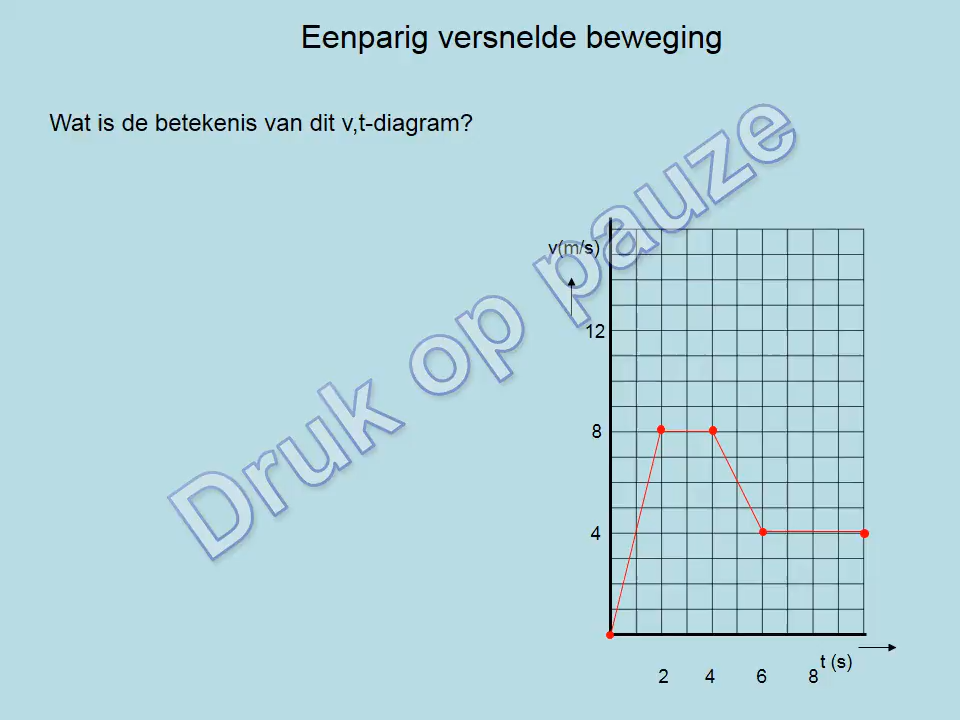 Eenparig versnelde beweging
Wat is de betekenis van dit v,t-diagram?
Druk op pauze
v(m/s)
12
8
4
t (s)
2 4 6 8